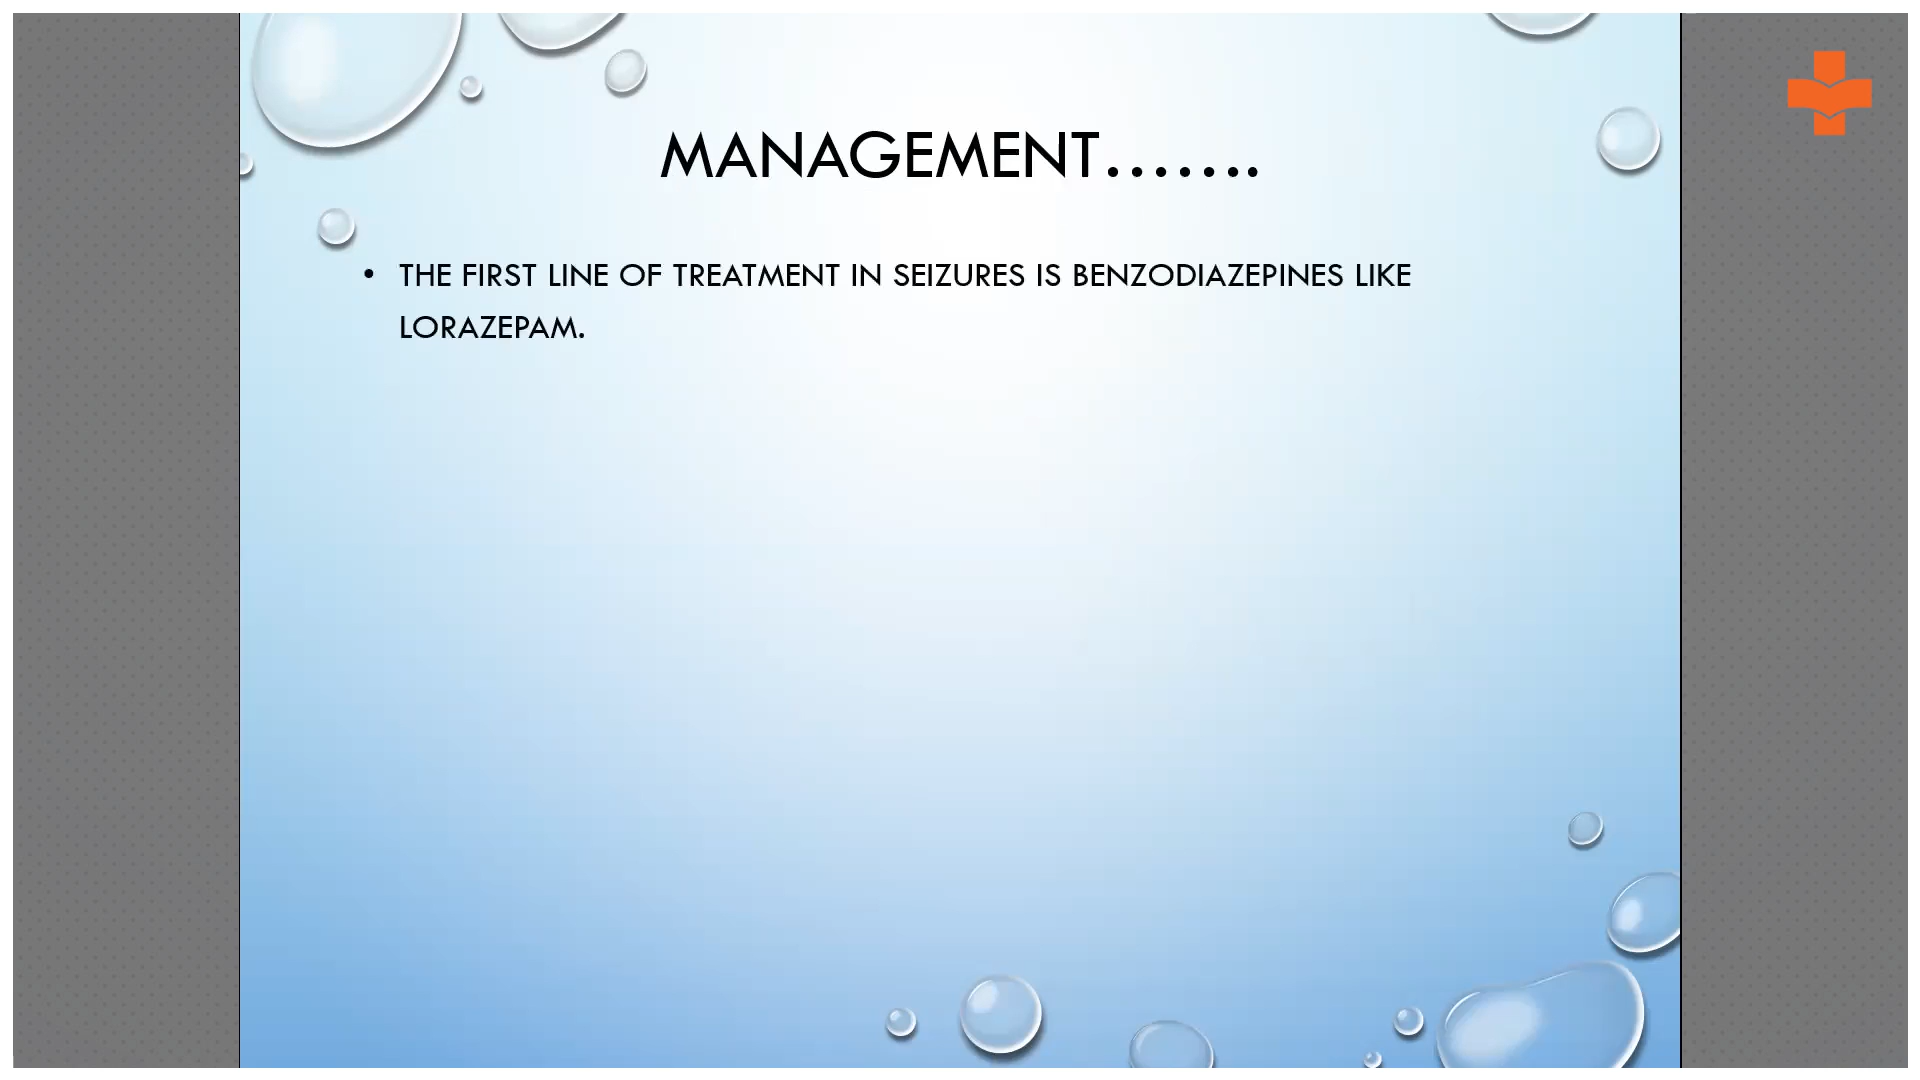 MANAGEMENT.......
• THE FIRST LINE OF TREATMENT IN SEIZURES IS BENZODIAZEPINES LIKE
LORAZEPAM.